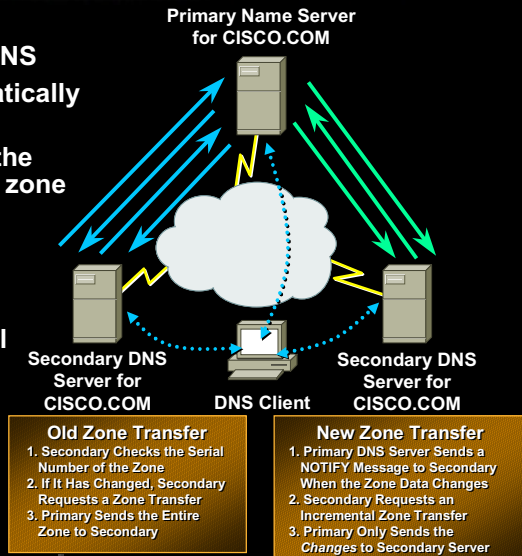 Primary Name Server
for CISCO.COM
NS
atically
the
zone
l
Secondary DNS
Server for
CISCO.COM
DNS Client
Secondary DNS
Server for
CISCO.COM
Old Zone Transfer
1. Secondary Checks the Serial
Number of the Zone
2. If It Has Changed, Secondary
Requests a Zone Transfer
3. Primary Sends the Entire
Zone to Secondary
New Zone Transfer
1. Primary DNS Server Sends a
NOTIFY Message to Secondary
When the Zone Data Changes
2. Secondary Requests an
Incremental Zone Transfer
3. Primary Only Sends the
Changes to Secondary Server